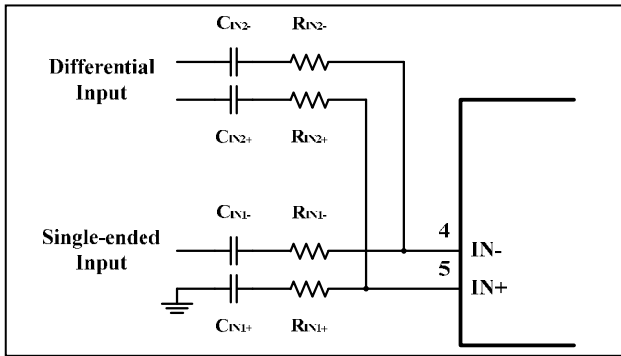 CIN2- RIN2-
Differential
Input
CIN2+ RIN2+
CIN1- RIN1-
Single-ended
Input
4
IN-
5
IN+
CIN1+ RIN1+